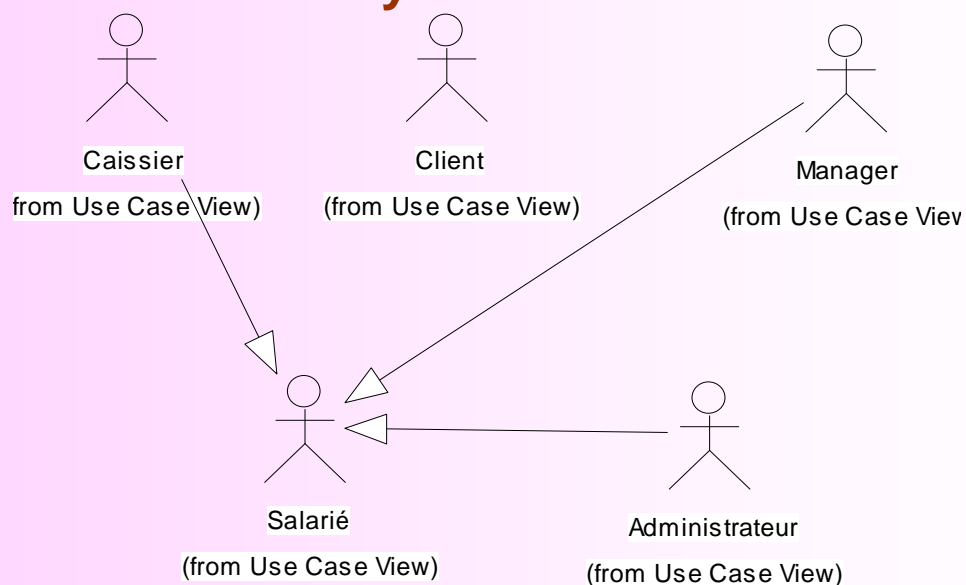 Caissier
(from Use Case View)
Client
(from Use Case View)
Manager
(from Use Case View
Salarié
(from Use Case View)
Administrateur
(from Use Case View)